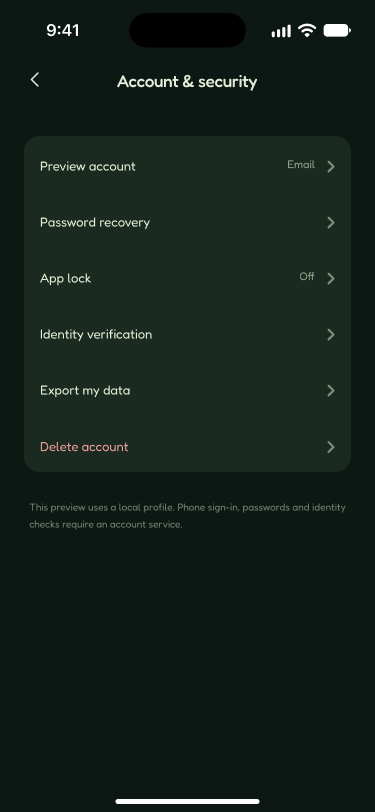 9:41
Account & security
Preview account Email
Password recovery
App lock Off
Identity verification
Export my data
Delete account
This preview uses a local profile. Phone sign-in, passwords and identity
checks require an account service.